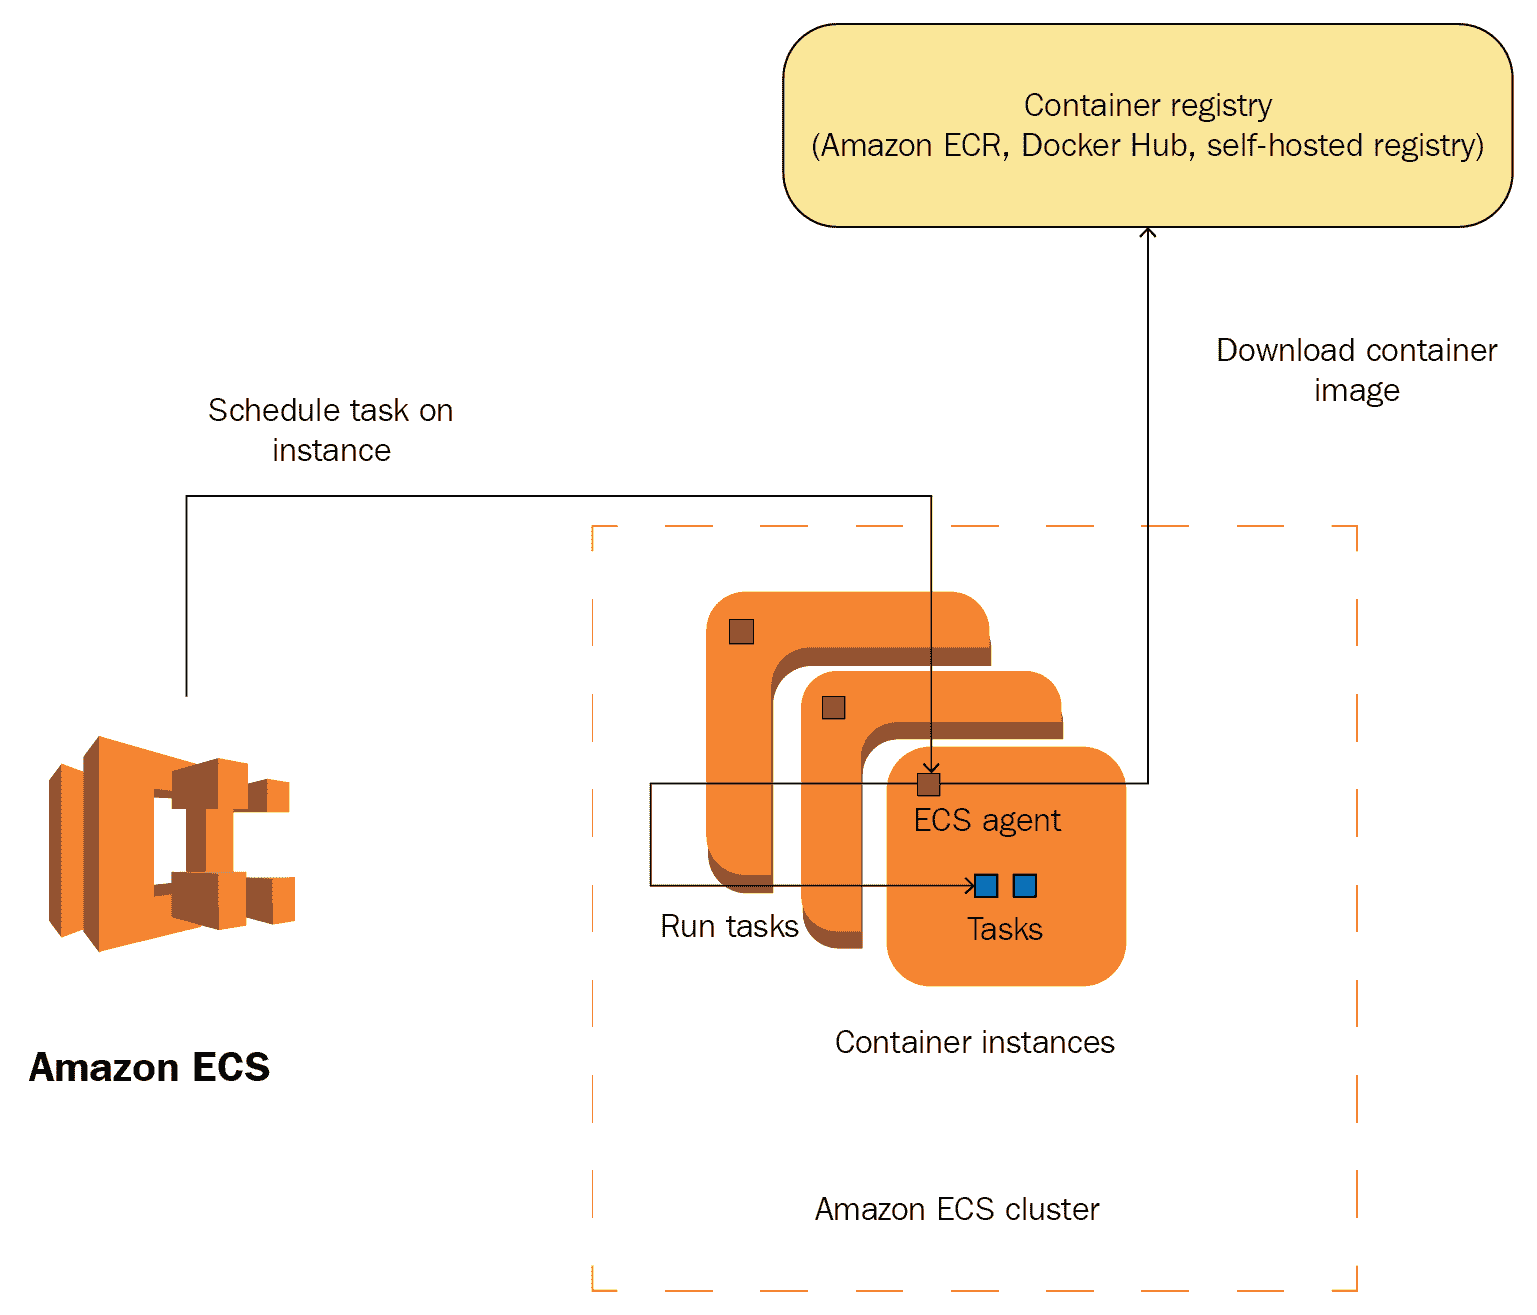 Container registry
(Amazon ECR, Docker Hub, self-hosted registry)
Download container
image
Schedule task on
instance
ECS agent
Run tasks
Tasks
Container instances
Amazon ECS
Amazon ECS cluster